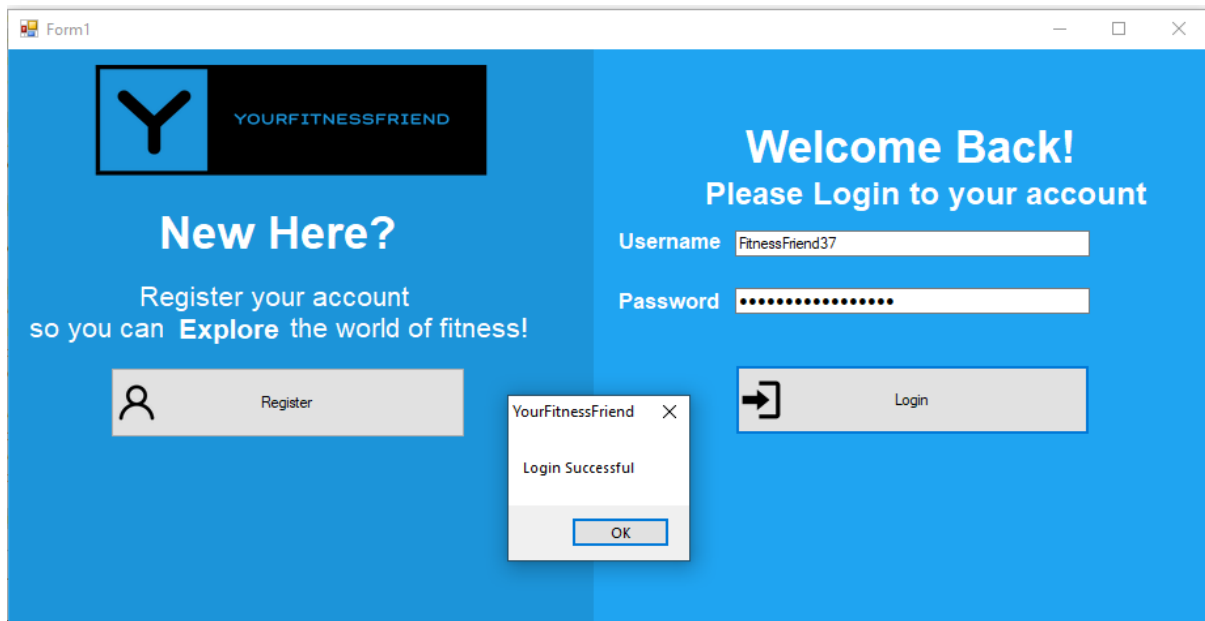 Form1
YOURFITNESSFRIEND
New Here?
Register your account
so you can Explore the world of fitness!
Register
Welcome Back!
Please Login to your account
Username FitnessFriend37
Password •••••••••••••••••
Login
YourFitnessFriend
Login Successful
OK